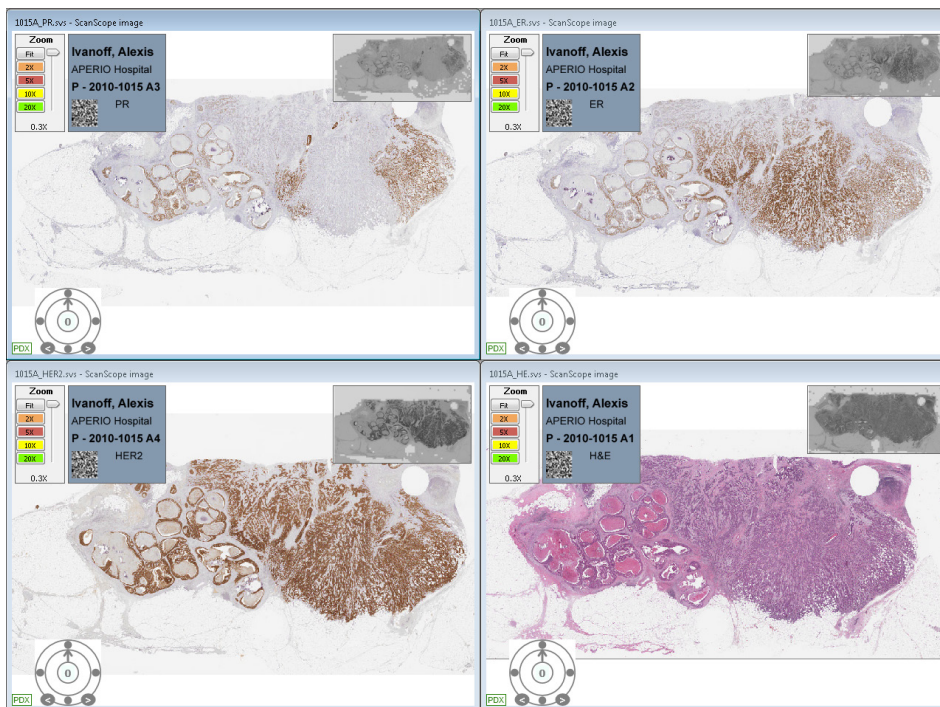 1015A_PR.svs - ScanScope image
Zoom
Fit
2X
5X
10X
20X
0.3X
Ivanoff, Alexis
APERIO Hospital
P - 2010-1015 A3
PR
0
PDX
1015A_ER.svs - ScanScope image
Zoom
Fit
2X
5X
10X
20X
0.3X
Ivanoff, Alexis
APERIO Hospital
P - 2010-1015 A2
ER
0
PDX
1015A_HER2.svs - ScanScope image
Zoom
Fit
2X
5X
10X
20X
0.3X
Ivanoff, Alexis
APERIO Hospital
P - 2010-1015 A4
HER2
0
PDX
1015A_HE.svs - ScanScope image
Zoom
Fit
2X
5X
10X
20X
0.3X
Ivanoff, Alexis
APERIO Hospital
P - 2010-1015 A1
H&E
0
PDX